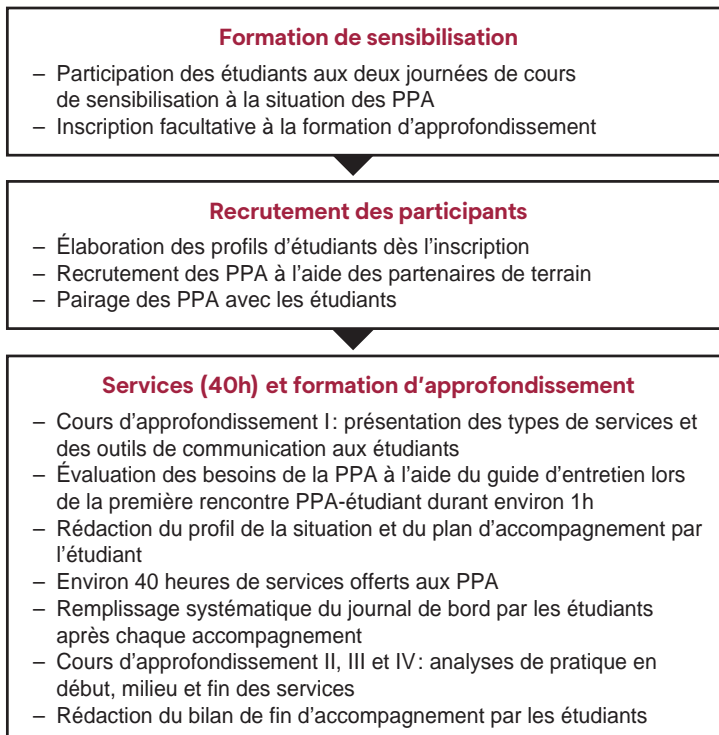 Formation de sensibilisation
– Participation des étudiants aux deux journées de cours
de sensibilisation à la situation des PPA
– Inscription facultative à la formation d'approfondissement
Recrutement des participants
– Élaboration des profils d'étudiants dès l'inscription
– Recrutement des PPA à l'aide des partenaires de terrain
– Pairage des PPA avec les étudiants
Services (40h) et formation d'approfondissement
– Cours d'approfondissement I : présentation des types de services et
des outils de communication aux étudiants
– Évaluation des besoins de la PPA à l'aide du guide d'entretien lors
de la première rencontre PPA-étudiant durant environ 1h
– Rédaction du profil de la situation et du plan d'accompagnement par
l'étudiant
– Environ 40 heures de services offerts aux PPA
– Remplissage systématique du journal de bord par les étudiants
après chaque accompagnement
– Cours d'approfondissement II, III et IV : analyses de pratique en
début, milieu et fin des services
– Rédaction du bilan de fin d'accompagnement par les étudiants